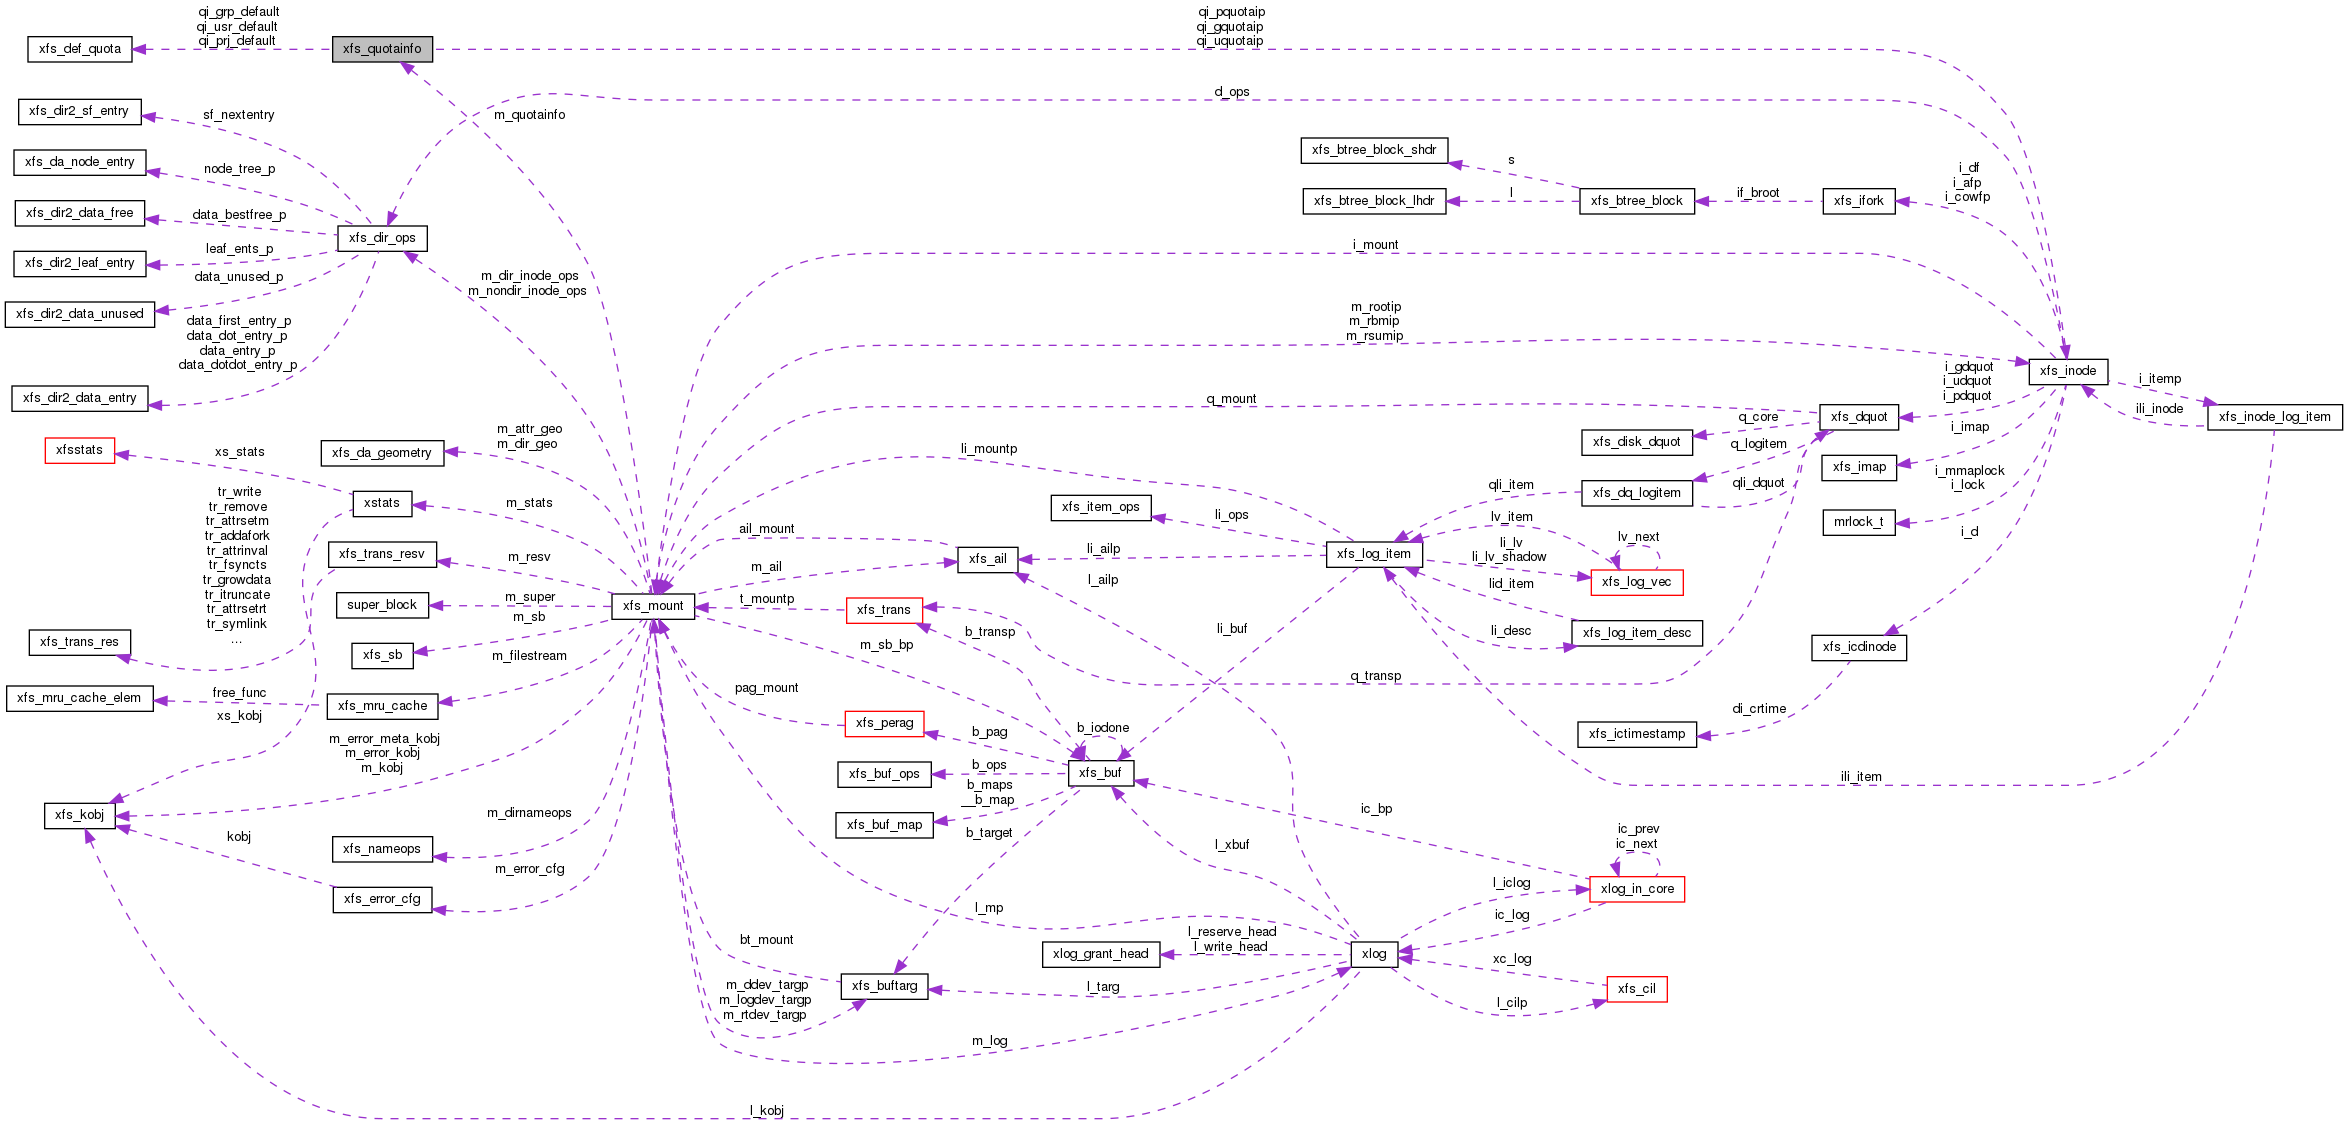 qi_grp_default
qi_usr_default
qi_prj_default
xfs_def_quota
xfs_quotainfo
qi_pquotaip
qi_gquotaip
qi_uquotaip
xfs_dir2_sf_entry
sf_nextentry
m_quotainfo
d_ops
xfs_da_node_entry
node_tree_p
xfs_btree_block_shdr
s
i_df
i_afp
i_cowfp
xfs_dir2_data_free
data_bestfree_p
xfs_btree_block_lhdr
l
xfs_btree_block
if_broot
xfs_ifork
xfs_dir_ops
xfs_dir2_leaf_entry
leaf_ents_p
i_mount
data_unused_p
m_dir_inode_ops
m_nondir_inode_ops
xfs_dir2_data_unused
data_first_entry_p
data_dot_entry_p
data_entry_p
data_dotdot_entry_p
m_rootip
m_rbmip
m_rsumip
xfs_inode
i_gdquot
i_udquot
i_pdquot
i_itemp
ili_inode
xfs_inode_log_item
xfs_dir2_data_entry
q_mount
xfs_dquot
q_core
xfs_disk_dquot
q_logitem
i_imap
xfs_imap
xfsstats
xs_stats
xfs_da_geometry
m_attr_geo
m_dir_geo
li_mountp
qli_item
xfs_dq_logitem
qli_dquot
i_mmaplock
i_lock
mrlock_t
i_d
tr_write
tr_remove
tr_attrsetm
tr_addafork
tr_attrinval
tr_fsyncts
tr_growdata
tr_itruncate
tr_attrsetrt
tr_symlink
...
xstats
m_stats
xfs_item_ops
li_ops
lv_item
ail_mount
xfs_trans_resv
m_resv
m_ail
xfs_ail
li_ailp
l_ailp
xfs_log_item
li_lv
li_lv_shadow
lv_next
xfs_log_vec
lid_item
super_block
m_super
xfs_mount
t_mountp
xfs_trans
m_sb
b_transp
li_buf
li_desc
xfs_log_item_desc
xfs_trans_res
xfs_sb
m_filestream
m_sb_bp
xfs_icdinode
xfs_mru_cache_elem
free_func
xfs_mru_cache
xs_kobj
pag_mount
q_transp
di_crtime
xfs_ictimestamp
xfs_perag
b_pag
b_iodone
m_error_meta_kobj
m_error_kobj
m_kobj
xfs_buf_ops
b_ops
xfs_buf
ili_item
b_maps
__b_map
xfs_kobj
m_dirnameops
xfs_buf_map
b_target
ic_bp
kobj
xfs_nameops
l_xbuf
ic_prev
ic_next
m_error_cfg
xfs_error_cfg
l_iclog
xlog_in_core
l_mp
ic_log
bt_mount
xlog_grant_head
l_reserve_head
l_write_head
xlog
xc_log
xfs_buftarg
m_ddev_targp
m_logdev_targp
m_rtdev_targp
l_targ
l_cilp
xfs_cil
m_log
l_kobj